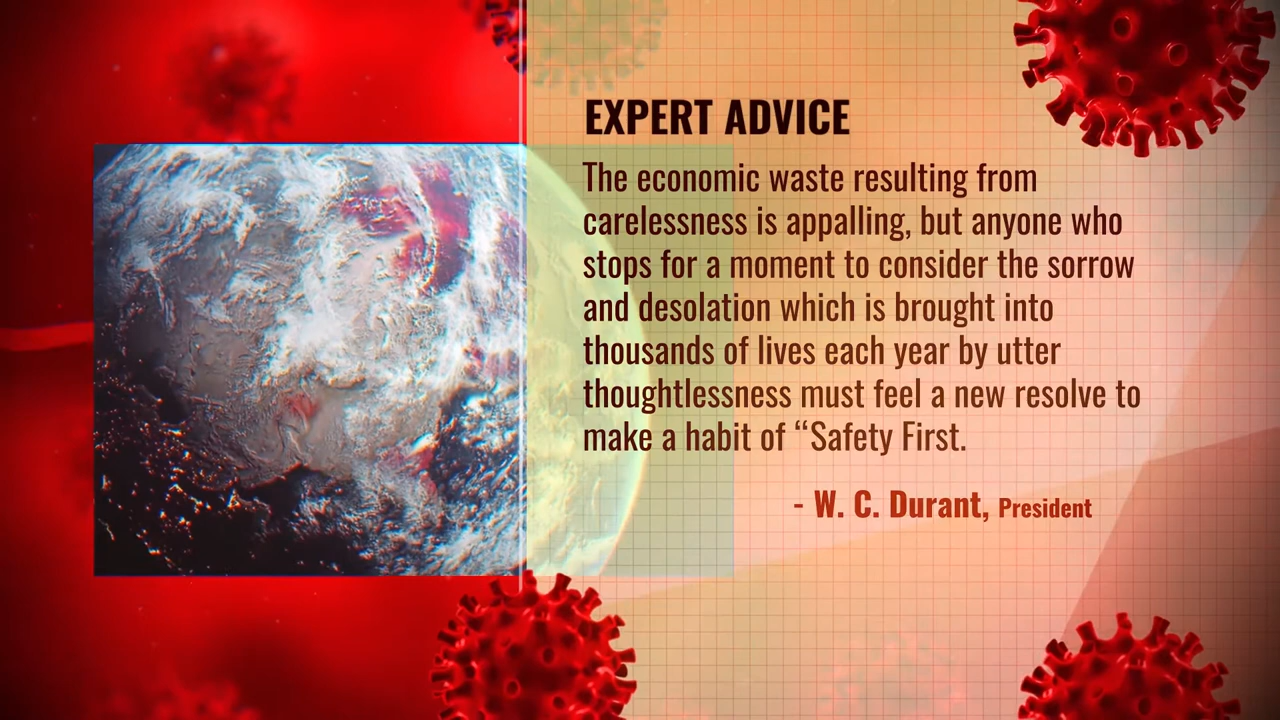 EXPERT ADVICE
The economic waste resulting from
carelessness is appalling, but anyone who
stops for a moment to consider the sorrow
and desolation which is brought into
thousands of lives each year by utter
thoughtlessness must feel a new resolve to
make a habit of “Safety First.
- W. C. Durant, President